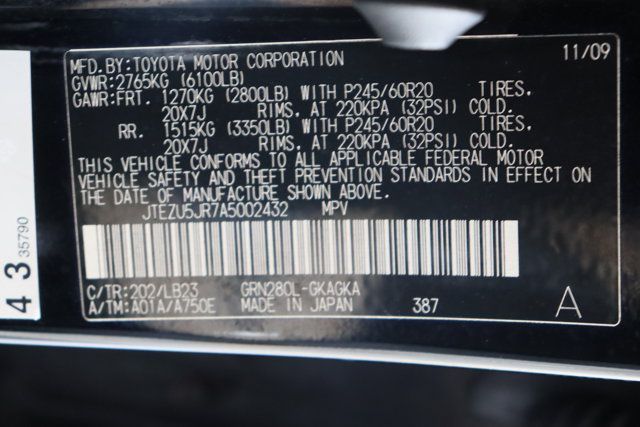 MFD.BY:TOYOTA MOTOR CORPORATION 11/09
GVWR:2765KG (6100LB)
GAWR:FRT. 1270KG (2800LB) WITH P245/60R20 TIRES.
20X7J RIMS. AT 220KPA (32PSI) COLD.
RR. 1515KG (3350LB) WITH P245/60R20 TIRES.
20X7J RIMS. AT 220KPA (32PSI) COLD.
THIS VEHICLE CONFORMS TO ALL APPLICABLE FEDERAL MOTOR
VEHICLE SAFETY AND THEFT PREVENTION STANDARDS IN EFFECT ON
THE DATE OF MANUFACTURE SHOWN ABOVE.
JTEZU5JR7A5002432 MPV
C/TR:202/LB23 GRN280L-GKAGKA
A/TM:A01A/A750E MADE IN JAPAN 387 A
43 35790